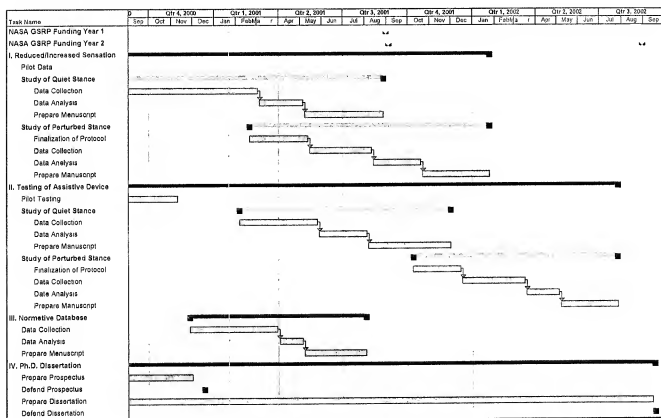 0 Qtr 4, 2000 Qtr 1, 2001 Qtr 2, 2001 Qtr 3, 2001 Qtr 4, 2001 Qtr 1, 2002 Qtr 2, 2002 Qtr 3, 2002
Task Name Sep Oct Nov Dec Jan Feb Mar Apr May Jun Jul Aug Sep Oct Nov Dec Jan Feb Mar Apr May Jun Jul Aug Sep
NASA GSRP Funding Year 1
NASA GSRP Funding Year 2
I. Reduced/Increased Sensation
Pilot Data
Study of Quiet Stance
Data Collection
Data Analysis
Prepare Manuscript
Study of Perturbed Stance
Finalization of Protocol
Data Collection
Data Analysis
Prepare Manuscript
II. Testing of Assistive Device
Pilot Testing
Study of Quiet Stance
Data Collection
Data Analysis
Prepare Manuscript
Study of Perturbed Stance
Finalization of Protocol
Data Collection
Date Analysis
Prepare Manuscript
III. Normetive Database
Data Collection
Data Analysis
Prepare Menuscript
IV. Ph.D. Dissertation
Prepare Prospectus
Defend Prospectus
Prepare Dissertation
Defend Dissertation